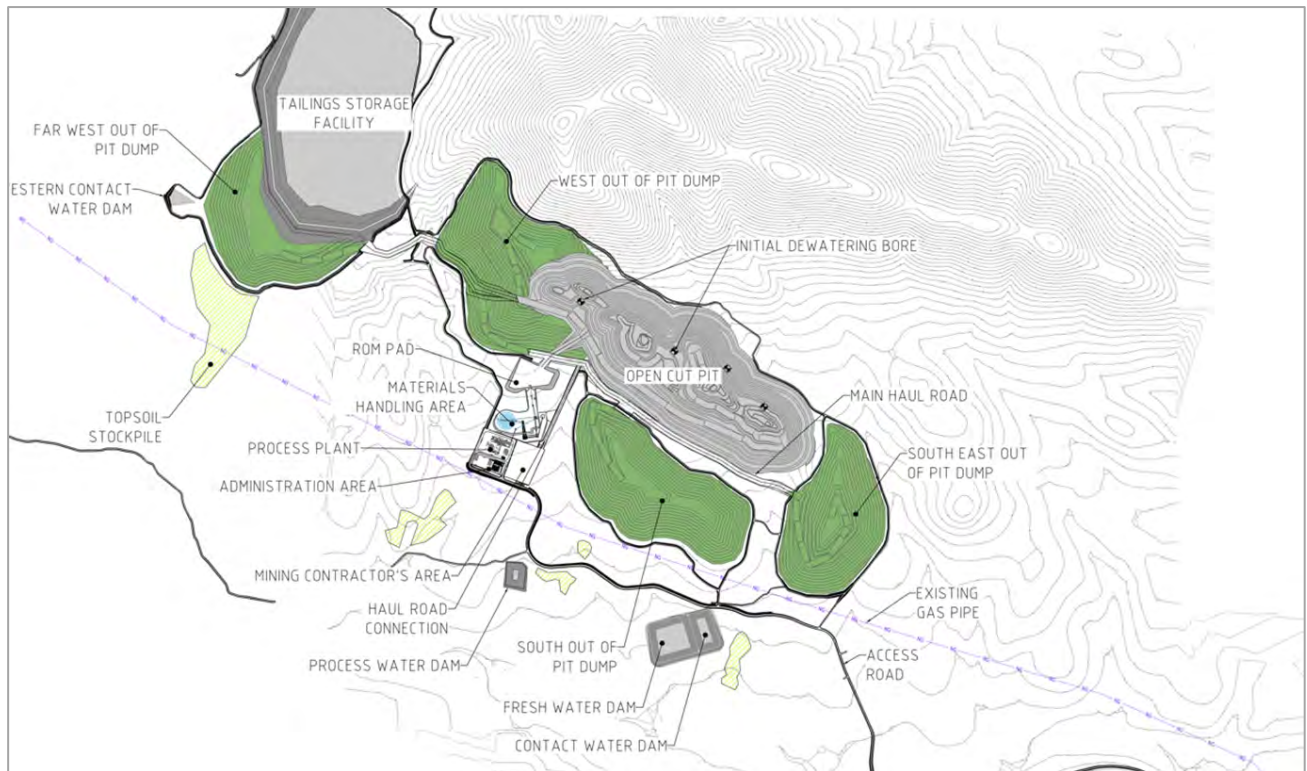 TAILINGS STORAGE
FACILITY
FAR WEST OUT OF
PIT DUMP
ESTERN CONTACT
WATER DAM
WEST OUT OF PIT DUMP
INITIAL DEWATERING BORE
ROM PAD
OPEN CUT PIT
MATERIALS
HANDLING AREA
MAIN HAUL ROAD
TOPSOIL
STOCKPILE
PROCESS PLANT
SOUTH EAST OUT
OF PIT DUMP
ADMINISTRATION AREA
MINING CONTRACTOR'S AREA
EXISTING
GAS PIPE
HAUL ROAD
CONNECTION
SOUTH OUT OF
PIT DUMP
PROCESS WATER DAM
ACCESS
ROAD
FRESH WATER DAM
CONTACT WATER DAM